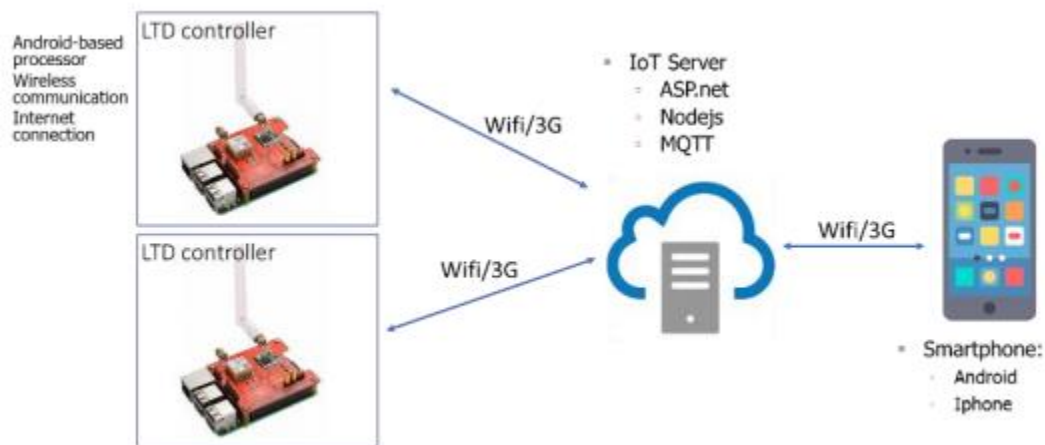 LTD controller
Android-based
processor
Wireless
communication
Internet
connection
Wifi/3G
IoT Server
ASP.net
Nodejs
MQTT
LTD controller
Wifi/3G
Wifi/3G
Smartphone:
Android
Iphone